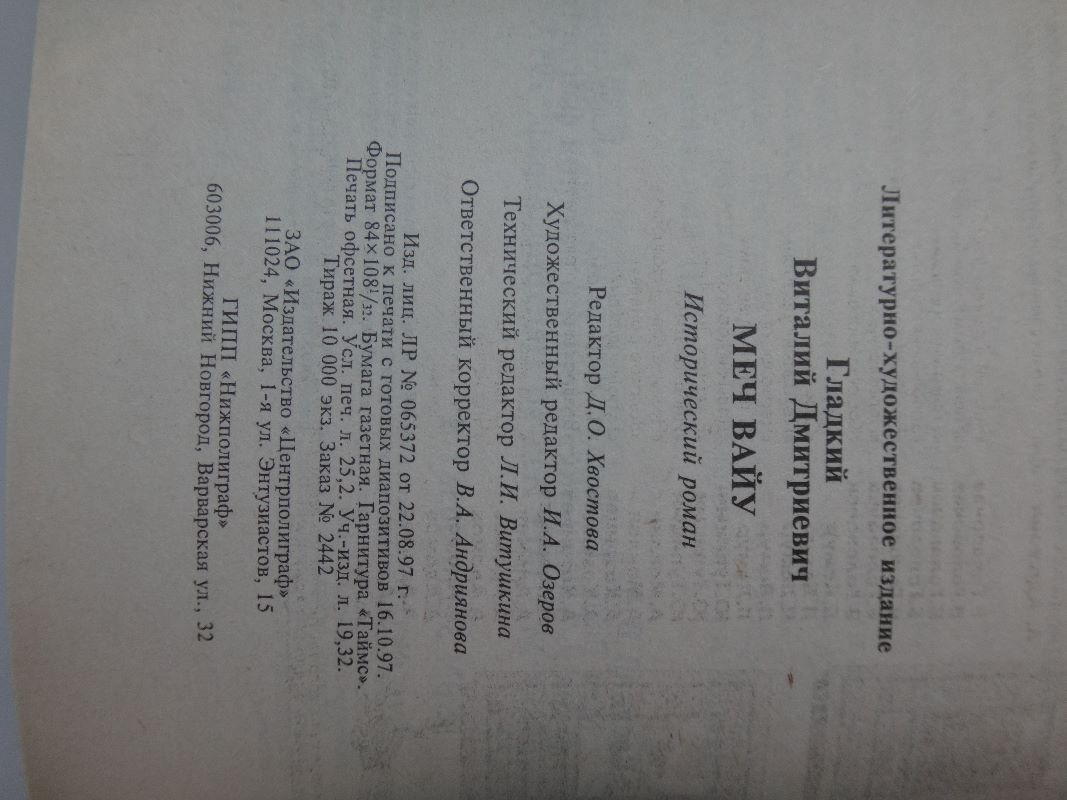 Литературно-художественное издание
Гладкий
Виталий Дмитриевич
МЕЧ ВАЙУ
Исторический роман
Редактор Д.О. Хвостова
Художественный редактор И.А. Озеров
Технический редактор Л.И. Витушкина
Ответственный корректор В.А. Андриянова
Изд. лиц. ЛР № 065372 от 22.08.97 г.
Подписано к печати с готовых диапозитивов 16.10.97.
Формат 84×108¹/₃₂. Бумага газетная. Гарнитура «Таймс».
Печать офсетная. Усл. печ. л. 25,2. Уч.-изд. л. 19,32.
Тираж 10 000 экз. Заказ № 2442
ЗАО «Издательство «Центрполиграф»
111024, Москва, 1-я ул. Энтузиастов, 15
ГИПП «Нижполиграф»
603006, Нижний Новгород, Варварская ул., 32